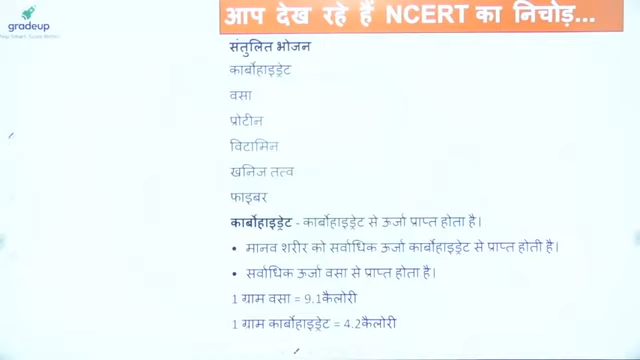 gradeup
आप देख रहे हैं NCERT का निचोड़...
संतुलित भोजन
कार्बोहाइड्रेट
वसा
प्रोटीन
विटामिन
खनिज तत्व
फाइबर
कार्बोहाइड्रेट - कार्बोहाइड्रेट से ऊर्जा प्राप्त होता है।
• मानव शरीर को सर्वाधिक ऊर्जा कार्बोहाइड्रेट से प्राप्त होती है।
• सर्वाधिक ऊर्जा वसा से प्राप्त होता है।
1 ग्राम वसा = 9.1कैलोरी
1 ग्राम कार्बोहाइड्रेट = 4.2कैलोरी